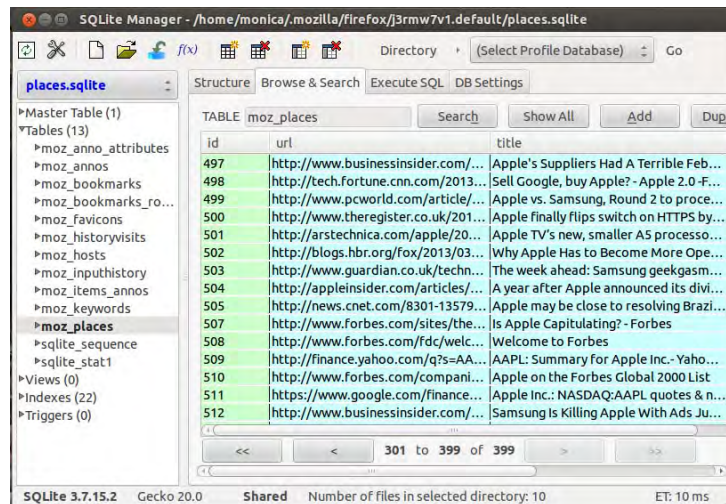 SQLite Manager - /home/monica/.mozilla/firefox/j3rmw7v1.default/places.sqlite
f(x) Directory (Select Profile Database) Go
places.sqlite
Structure Browse & Search Execute SQL DB Settings
Master Table (1)
Tables (13)
moz_anno_attributes
moz_annos
moz_bookmarks
moz_bookmarks_ro...
moz_favicons
moz_historyvisits
moz_hosts
moz_inputhistory
moz_items_annos
moz_keywords
moz_places
sqlite_sequence
sqlite_stat1
Views (0)
Indexes (22)
Triggers (0)
TABLE moz_places Search Show All Add Dup
id url title
497 http://www.businessinsider.com/... Apple's Suppliers Had A Terrible Feb...
498 http://tech.fortune.cnn.com/2013... Sell Google, buy Apple? - Apple 2.0 -F...
499 http://www.pcworld.com/article/... Apple vs. Samsung, Round 2 to proce...
500 http://www.theregister.co.uk/201... Apple finally flips switch on HTTPS by...
501 http://arstechnica.com/apple/20... Apple TV's new, smaller A5 processo...
502 http://blogs.hbr.org/fox/2013/03... Why Apple Has to Become More Ope...
503 http://www.guardian.co.uk/techn... The week ahead: Samsung geekgasm...
504 http://appleinsider.com/articles/... A year after Apple announced its divi...
505 http://news.cnet.com/8301-13579... Apple may be close to resolving Brazi...
507 http://www.forbes.com/sites/the... Is Apple Capitulating? - Forbes
508 http://www.forbes.com/fdc/welc... Welcome to Forbes
509 http://finance.yahoo.com/q?s=AA... AAPL: Summary for Apple Inc.- Yaho...
510 http://www.forbes.com/compani... Apple on the Forbes Global 2000 List
511 https://www.google.com/finance... Apple Inc.: NASDAQ:AAPL quotes & n...
512 http://www.businessinsider.com/... Samsung Is Killing Apple With Ads Ju...
<< < 301 to 399 of 399 > >>
SQLite 3.7.15.2 Gecko 20.0 Shared Number of files in selected directory: 10 ET: 10 ms